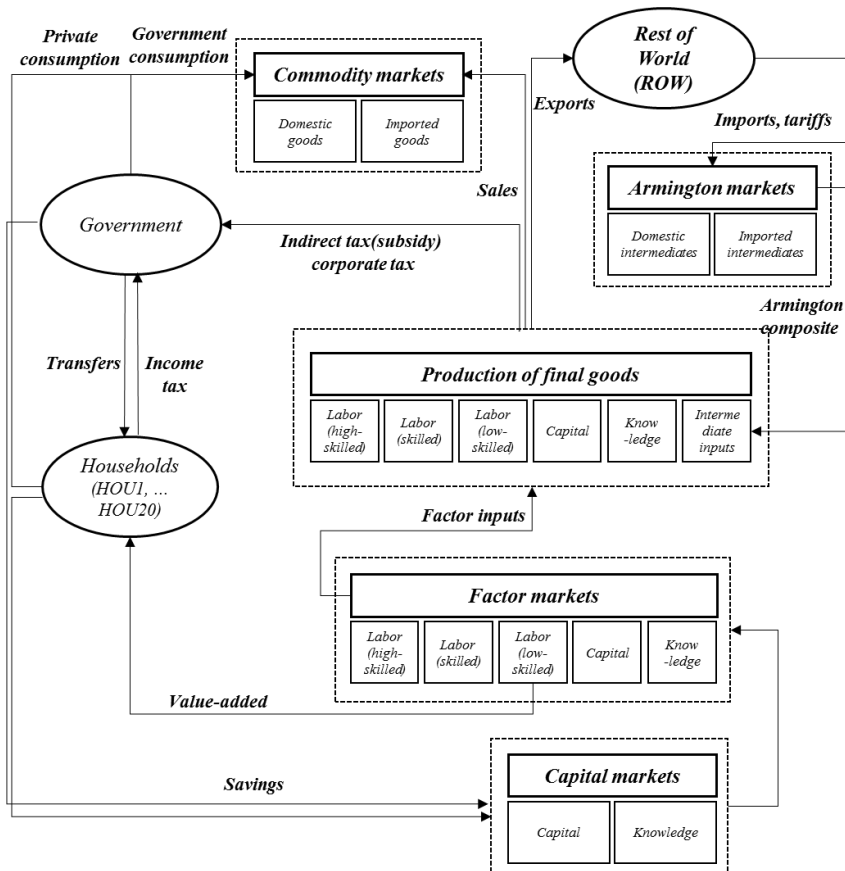 Private
consumption
Government
consumption
Commodity markets
Domestic
goods
Imported
goods
Rest of
World
(ROW)
Exports
Imports, tariffs
Armington markets
Domestic
intermediates
Imported
intermediates
Sales
Government
Indirect tax(subsidy)
corporate tax
Armington
composite
Transfers
Income
tax
Production of final goods
Labor
(high-
skilled)
Labor
(skilled)
Labor
(low-
skilled)
Capital
Know
-ledge
Interme
diate
inputs
Households
(HOU1, ...
HOU20)
Factor inputs
Factor markets
Labor
(high-
skilled)
Labor
(skilled)
Labor
(low-
skilled)
Capital
Know
-ledge
Value-added
Savings
Capital markets
Capital
Knowledge